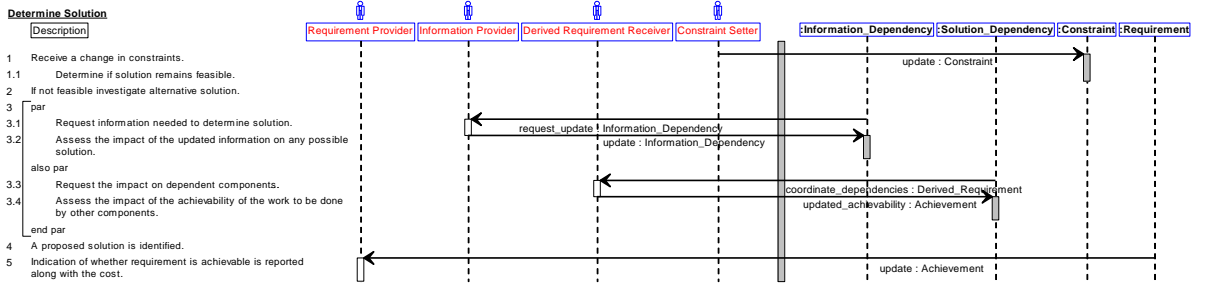 Determine Solution
Description
Requirement Provider
Information Provider
Derived Requirement Receiver
Constraint Setter
:Information_Dependency
:Solution_Dependency
:Constraint
:Requirement
1 Receive a change in constraints.
update : Constraint
1.1 Determine if solution remains feasible.
2 If not feasible investigate alternative solution.
3 par
3.1 Request information needed to determine solution.
request_update : Information_Dependency
3.2 Assess the impact of the updated information on any possible
solution.
update : Information_Dependency
also par
3.3 Request the impact on dependent components.
coordinate_dependencies : Derived_Requirement
3.4 Assess the impact of the achievability of the work to be done
by other components.
updated_achievability : Achievement
end par
4 A proposed solution is identified.
5 Indication of whether requirement is achievable is reported
along with the cost.
update : Achievement